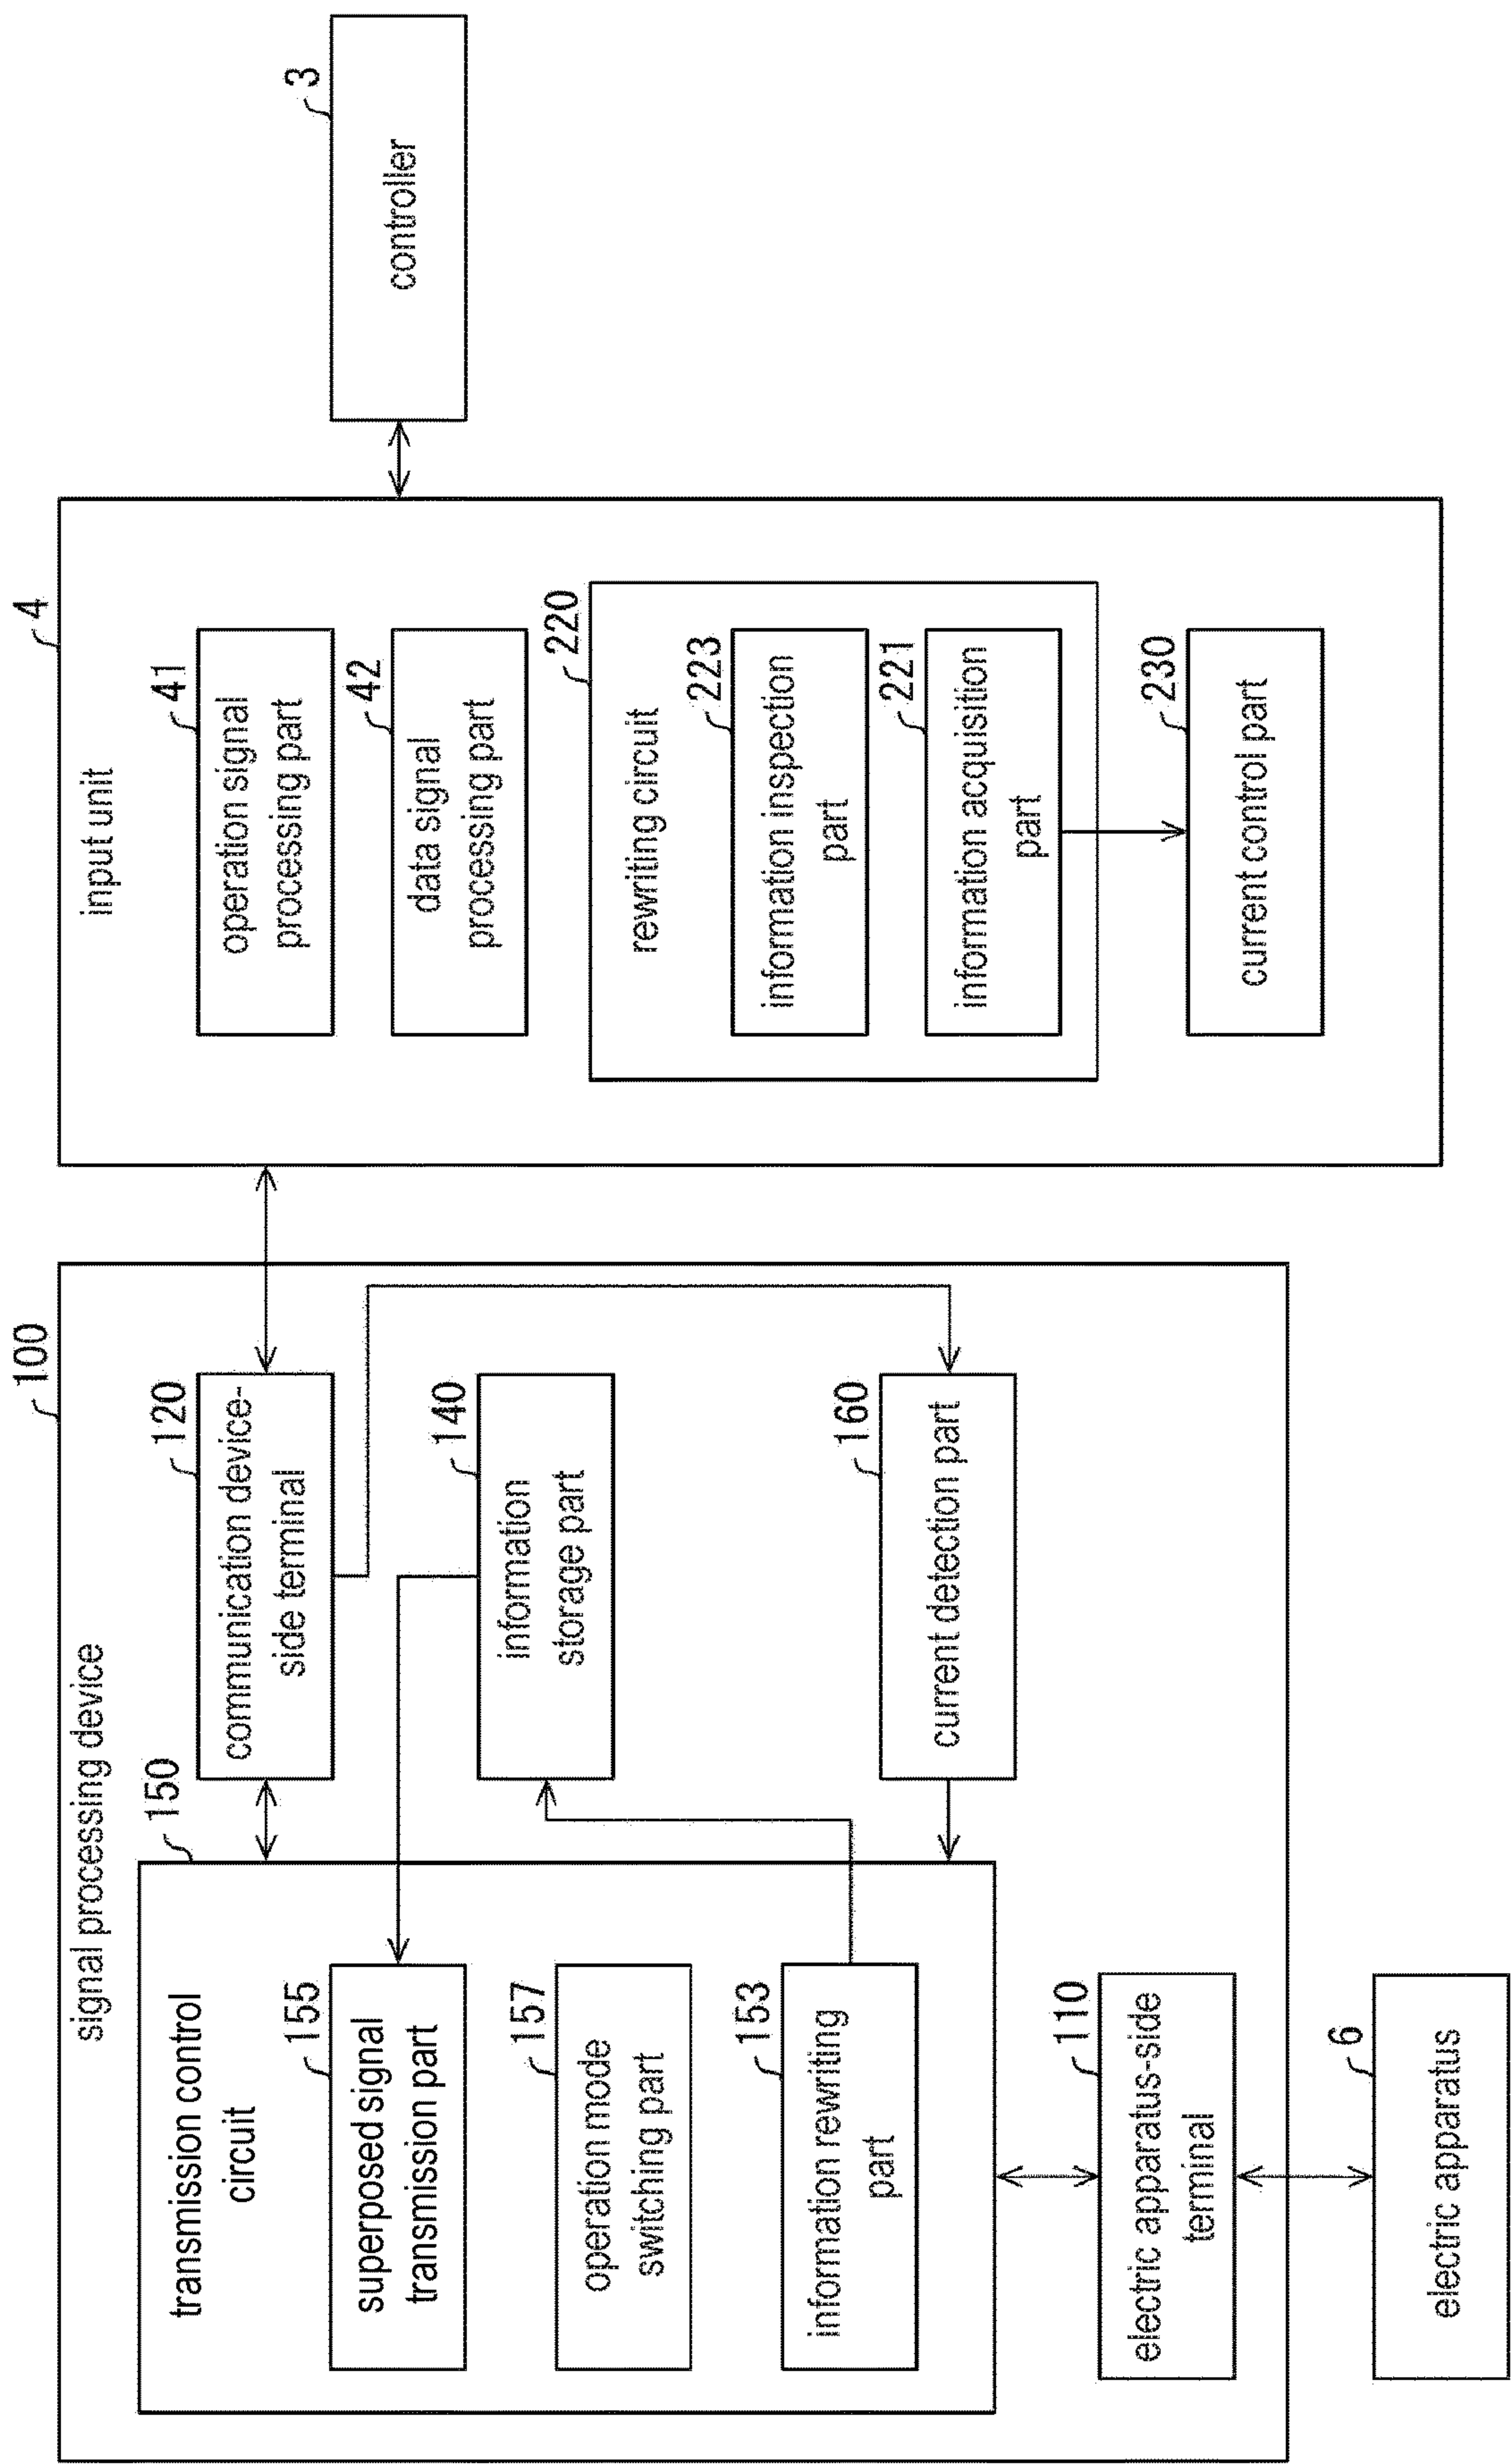 100
signal processing device
150
transmission control
circuit
155
superposed signal
transmission part
157
operation mode
switching part
153
information rewriting
part
120
communication device-
side terminal
140
information
storage part
160
current detection part
110
electric apparatus-side
terminal
6
electric apparatus
4
input unit
41
operation signal
processing part
42
data signal
processing part
220
rewriting circuit
223
information inspection
part
221
information acquisition
part
230
current control part
3
controller